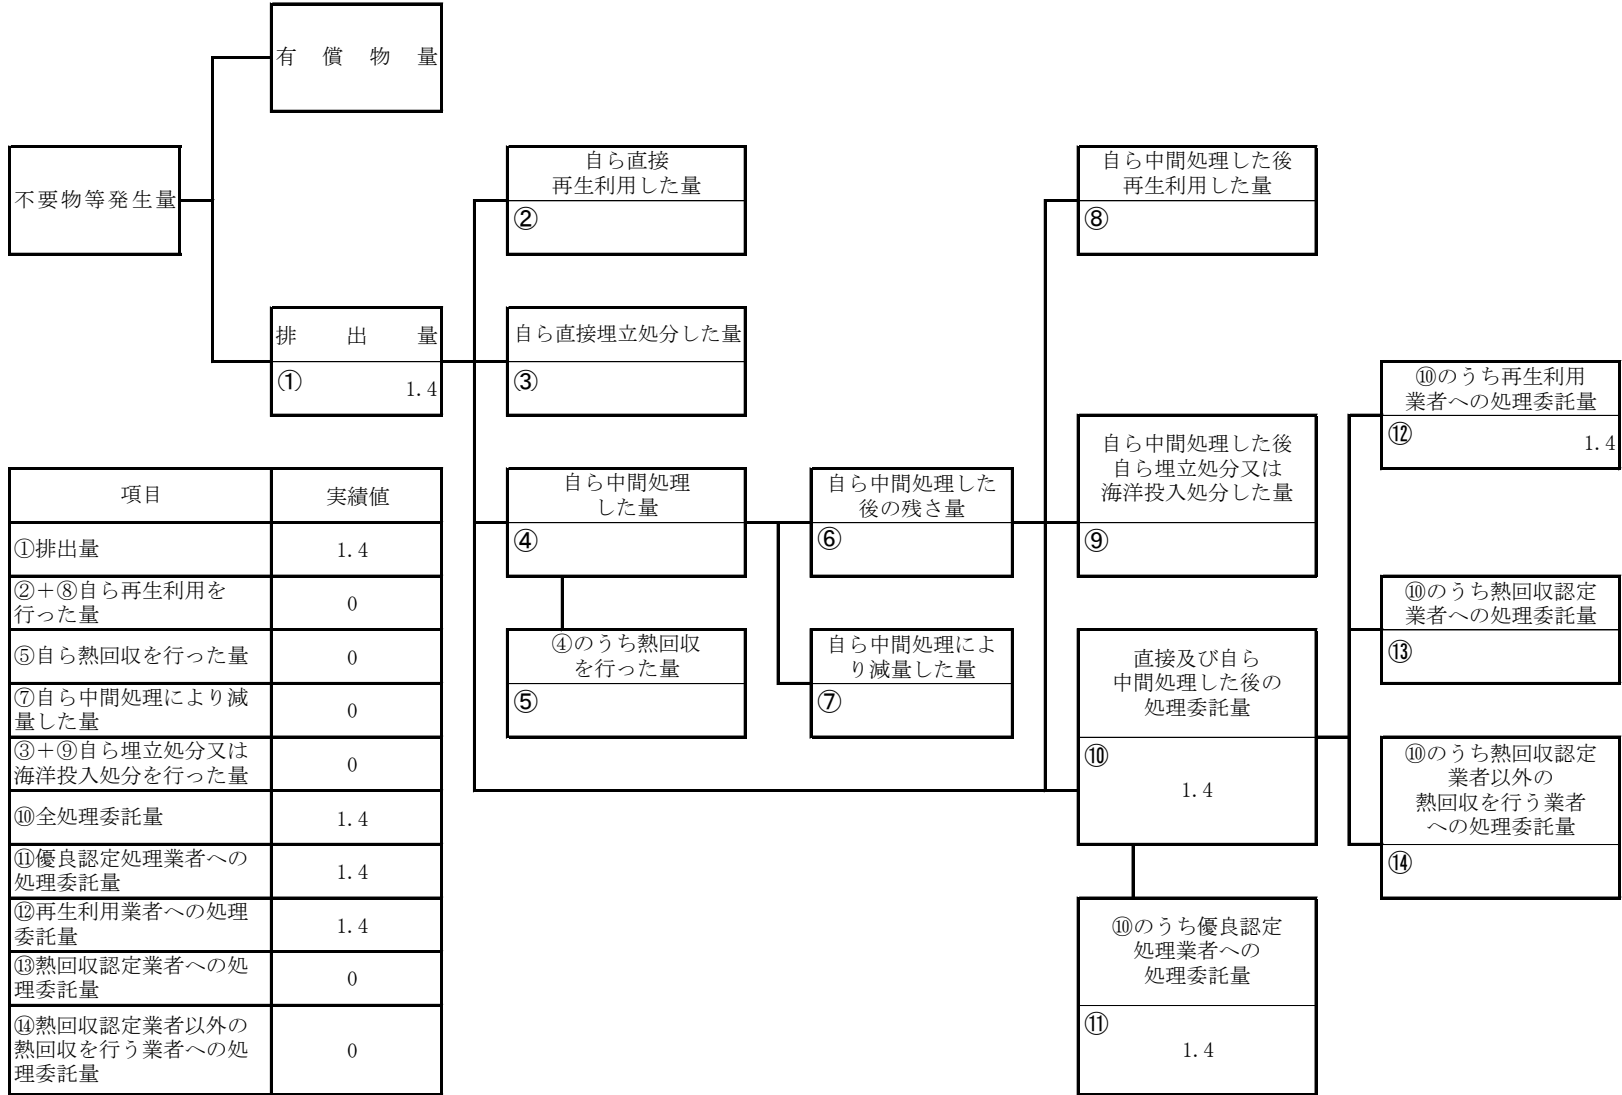 有償物量
不要物等発生量
排出量
①
1.4
自ら直接
再生利用した量
②
自ら直接埋立処分した量
③
自ら中間処理
した量
④
④のうち熱回収
を行った量
⑤
自ら中間処理した
後の残さ量
⑥
自ら中間処理によ
り減量した量
⑦
自ら中間処理した後
再生利用した量
⑧
自ら中間処理した後
自ら埋立処分又は
海洋投入処分した量
⑨
直接及び自ら
中間処理した後の
処理委託量
⑩
1.4
⑩のうち優良認定
処理業者への
処理委託量
⑪
1.4
⑩のうち再生利用
業者への処理委託量
⑫
1.4
⑩のうち熱回収認定
業者への処理委託量
⑬
⑩のうち熱回収認定
業者以外の
熱回収を行う業者
への処理委託量
⑭
項目 実績値
①排出量 1.4
②+⑧自ら再生利用を
行った量 0
⑤自ら熱回収を行った量 0
⑦自ら中間処理により減
量した量 0
③+⑨自ら埋立処分又は
海洋投入処分を行った量 0
⑩全処理委託量 1.4
⑪優良認定処理業者への
処理委託量 1.4
⑫再生利用業者への処理
委託量 1.4
⑬熱回収認定業者への処
理委託量 0
⑭熱回収認定業者以外の
熱回収を行う業者への処
理委託量 0